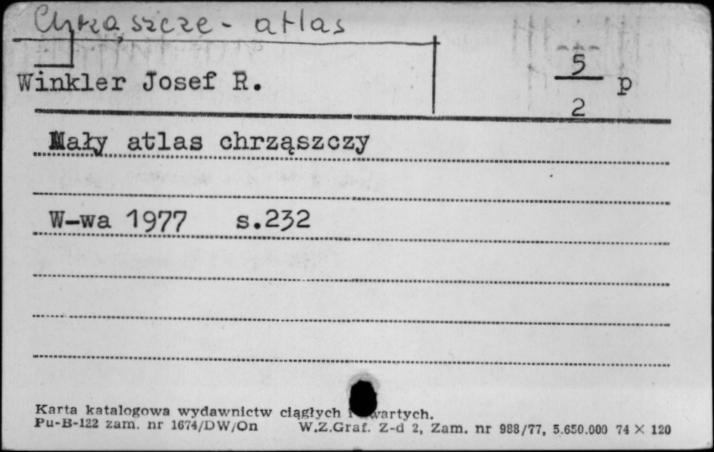 Chrząszcze - atlas
Winkler Josef R.
5
2
p
Mały atlas chrząszczy
W-wa 1977 s.232
Karta katalogowa wydawnictw ciągłych i
Pu-B-122 zam. nr 1674/DW/On W.Z.Graf. Z-d 2, Zam. nr 988/77, 5.650.000 74 × 120